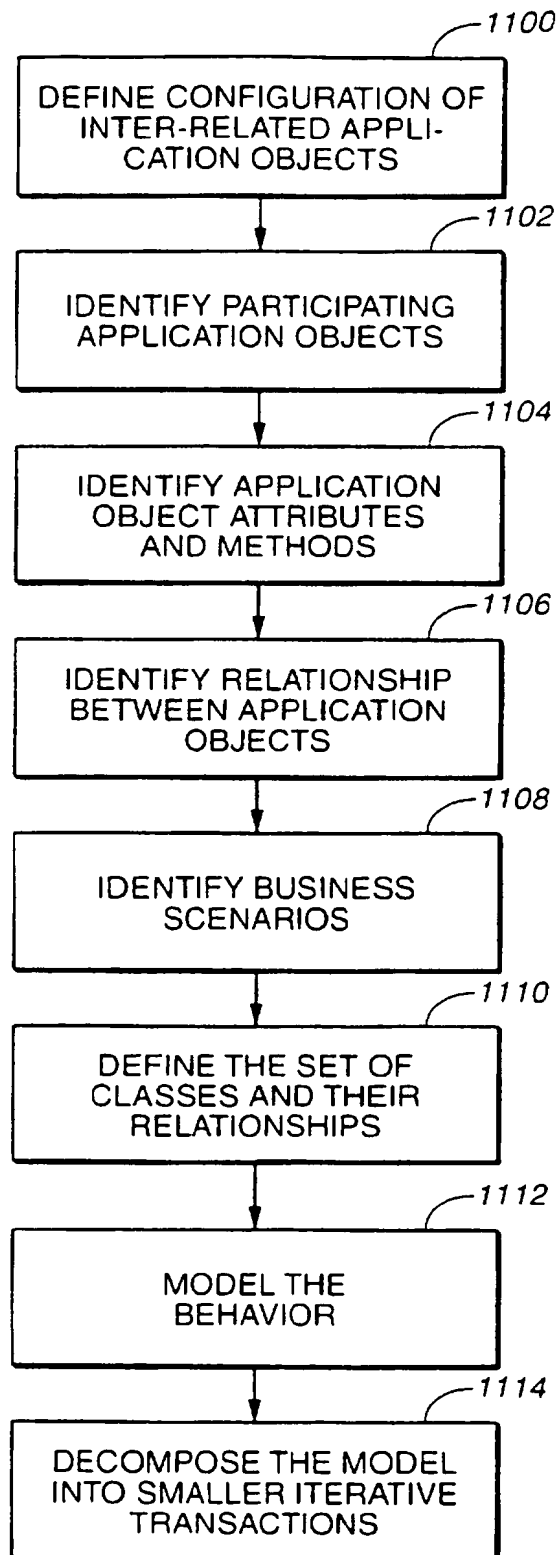 1100
DEFINE CONFIGURATION OF
INTER-RELATED APPLI-
CATION OBJECTS
1102
IDENTIFY PARTICIPATING
APPLICATION OBJECTS
1104
IDENTIFY APPLICATION
OBJECT ATTRIBUTES
AND METHODS
1106
IDENTIFY RELATIONSHIP
BETWEEN APPLICATION
OBJECTS
1108
IDENTIFY BUSINESS
SCENARIOS
1110
DEFINE THE SET OF
CLASSES AND THEIR
RELATIONSHIPS
1112
MODEL THE
BEHAVIOR
1114
DECOMPOSE THE MODEL
INTO SMALLER ITERATIVE
TRANSACTIONS